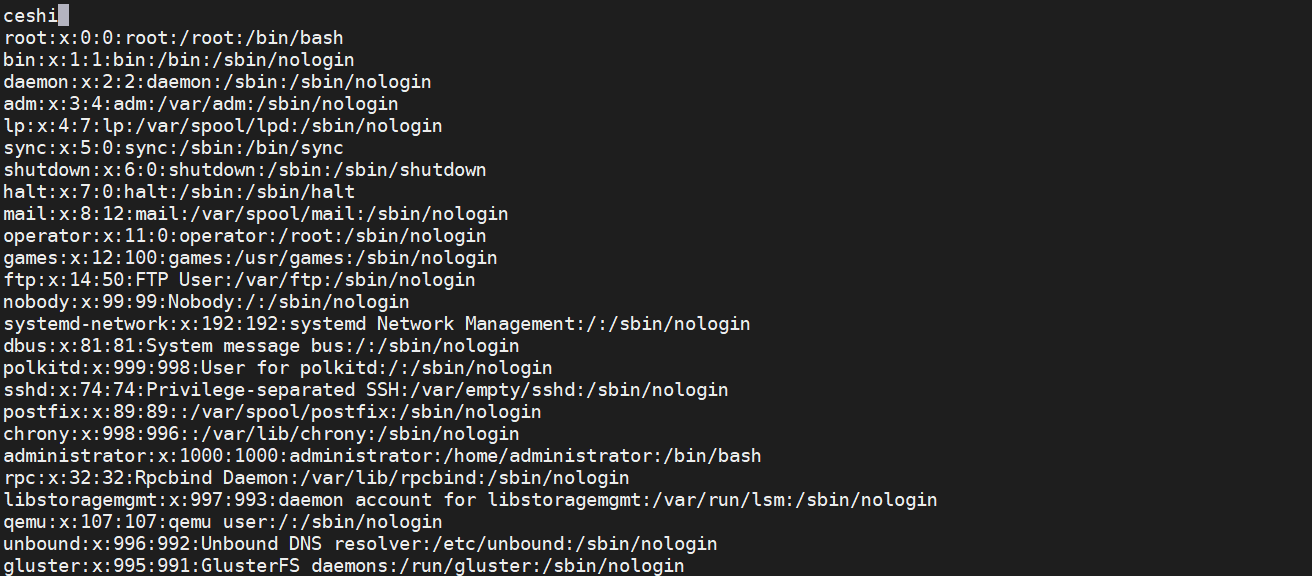 ceshi
root:x:0:0:root:/root:/bin/bash
bin:x:1:1:bin:/bin:/sbin/nologin
daemon:x:2:2:daemon:/sbin:/sbin/nologin
adm:x:3:4:adm:/var/adm:/sbin/nologin
lp:x:4:7:lp:/var/spool/lpd:/sbin/nologin
sync:x:5:0:sync:/sbin:/bin/sync
shutdown:x:6:0:shutdown:/sbin:/sbin/shutdown
halt:x:7:0:halt:/sbin:/sbin/halt
mail:x:8:12:mail:/var/spool/mail:/sbin/nologin
operator:x:11:0:operator:/root:/sbin/nologin
games:x:12:100:games:/usr/games:/sbin/nologin
ftp:x:14:50:FTP User:/var/ftp:/sbin/nologin
nobody:x:99:99:Nobody:/:/sbin/nologin
systemd-network:x:192:192:systemd Network Management:/:/sbin/nologin
dbus:x:81:81:System message bus:/:/sbin/nologin
polkitd:x:999:998:User for polkitd:/:/sbin/nologin
sshd:x:74:74:Privilege-separated SSH:/var/empty/sshd:/sbin/nologin
postfix:x:89:89::/var/spool/postfix:/sbin/nologin
chrony:x:998:996::/var/lib/chrony:/sbin/nologin
administrator:x:1000:1000:administrator:/home/administrator:/bin/bash
rpc:x:32:32:Rpcbind Daemon:/var/lib/rpcbind:/sbin/nologin
libstoragemgmt:x:997:993:daemon account for libstoragemgmt:/var/run/lsm:/sbin/nologin
qemu:x:107:107:qemu user:/:/sbin/nologin
unbound:x:996:992:Unbound DNS resolver:/etc/unbound:/sbin/nologin
gluster:x:995:991:GlusterFS daemons:/run/gluster:/sbin/nologin